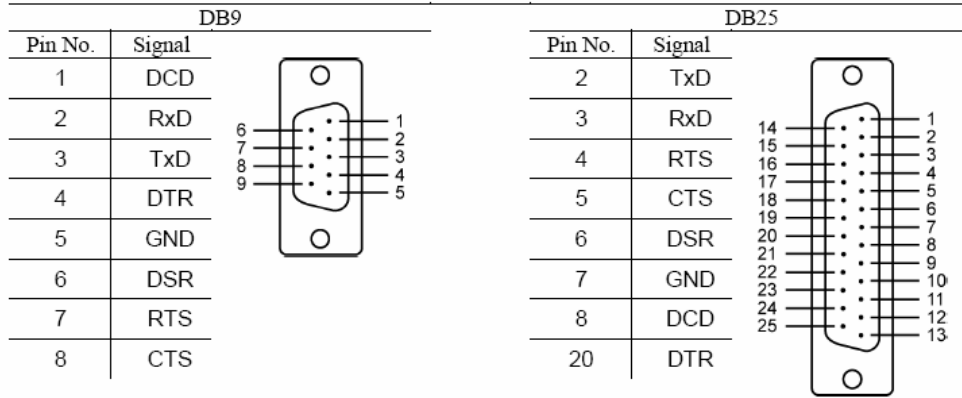 DB9
Pin No. Signal
1 DCD
2 RxD
3 TxD
4 DTR
5 GND
6 DSR
7 RTS
8 CTS
6
7
8
9
1
2
3
4
5
DB25
Pin No. Signal
2 TxD
3 RxD
4 RTS
5 CTS
6 DSR
7 GND
8 DCD
20 DTR
14
15
16
17
18
19
20
21
22
23
24
25
1
2
3
4
5
6
7
8
9
10
11
12
13